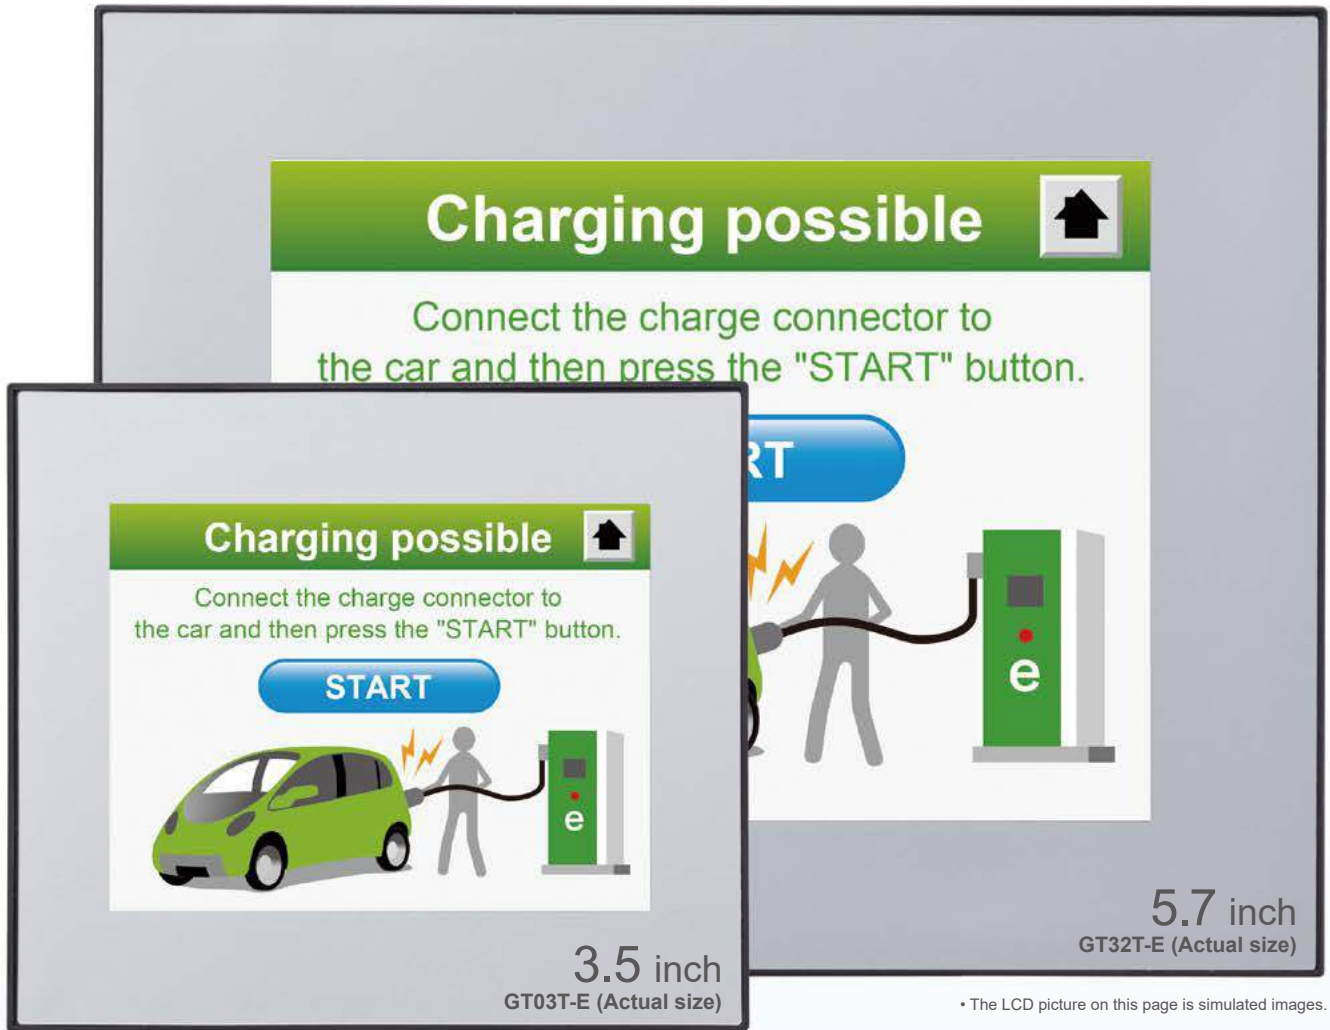 Charging possible
Connect the charge connector to
the car and then press the "START" button.
RT
e
5.7 inch
GT32T-E (Actual size)
Charging possible
Connect the charge connector to
the car and then press the "START" button.
START
e
3.5 inch
GT03T-E (Actual size)
• The LCD picture on this page is simulated images.